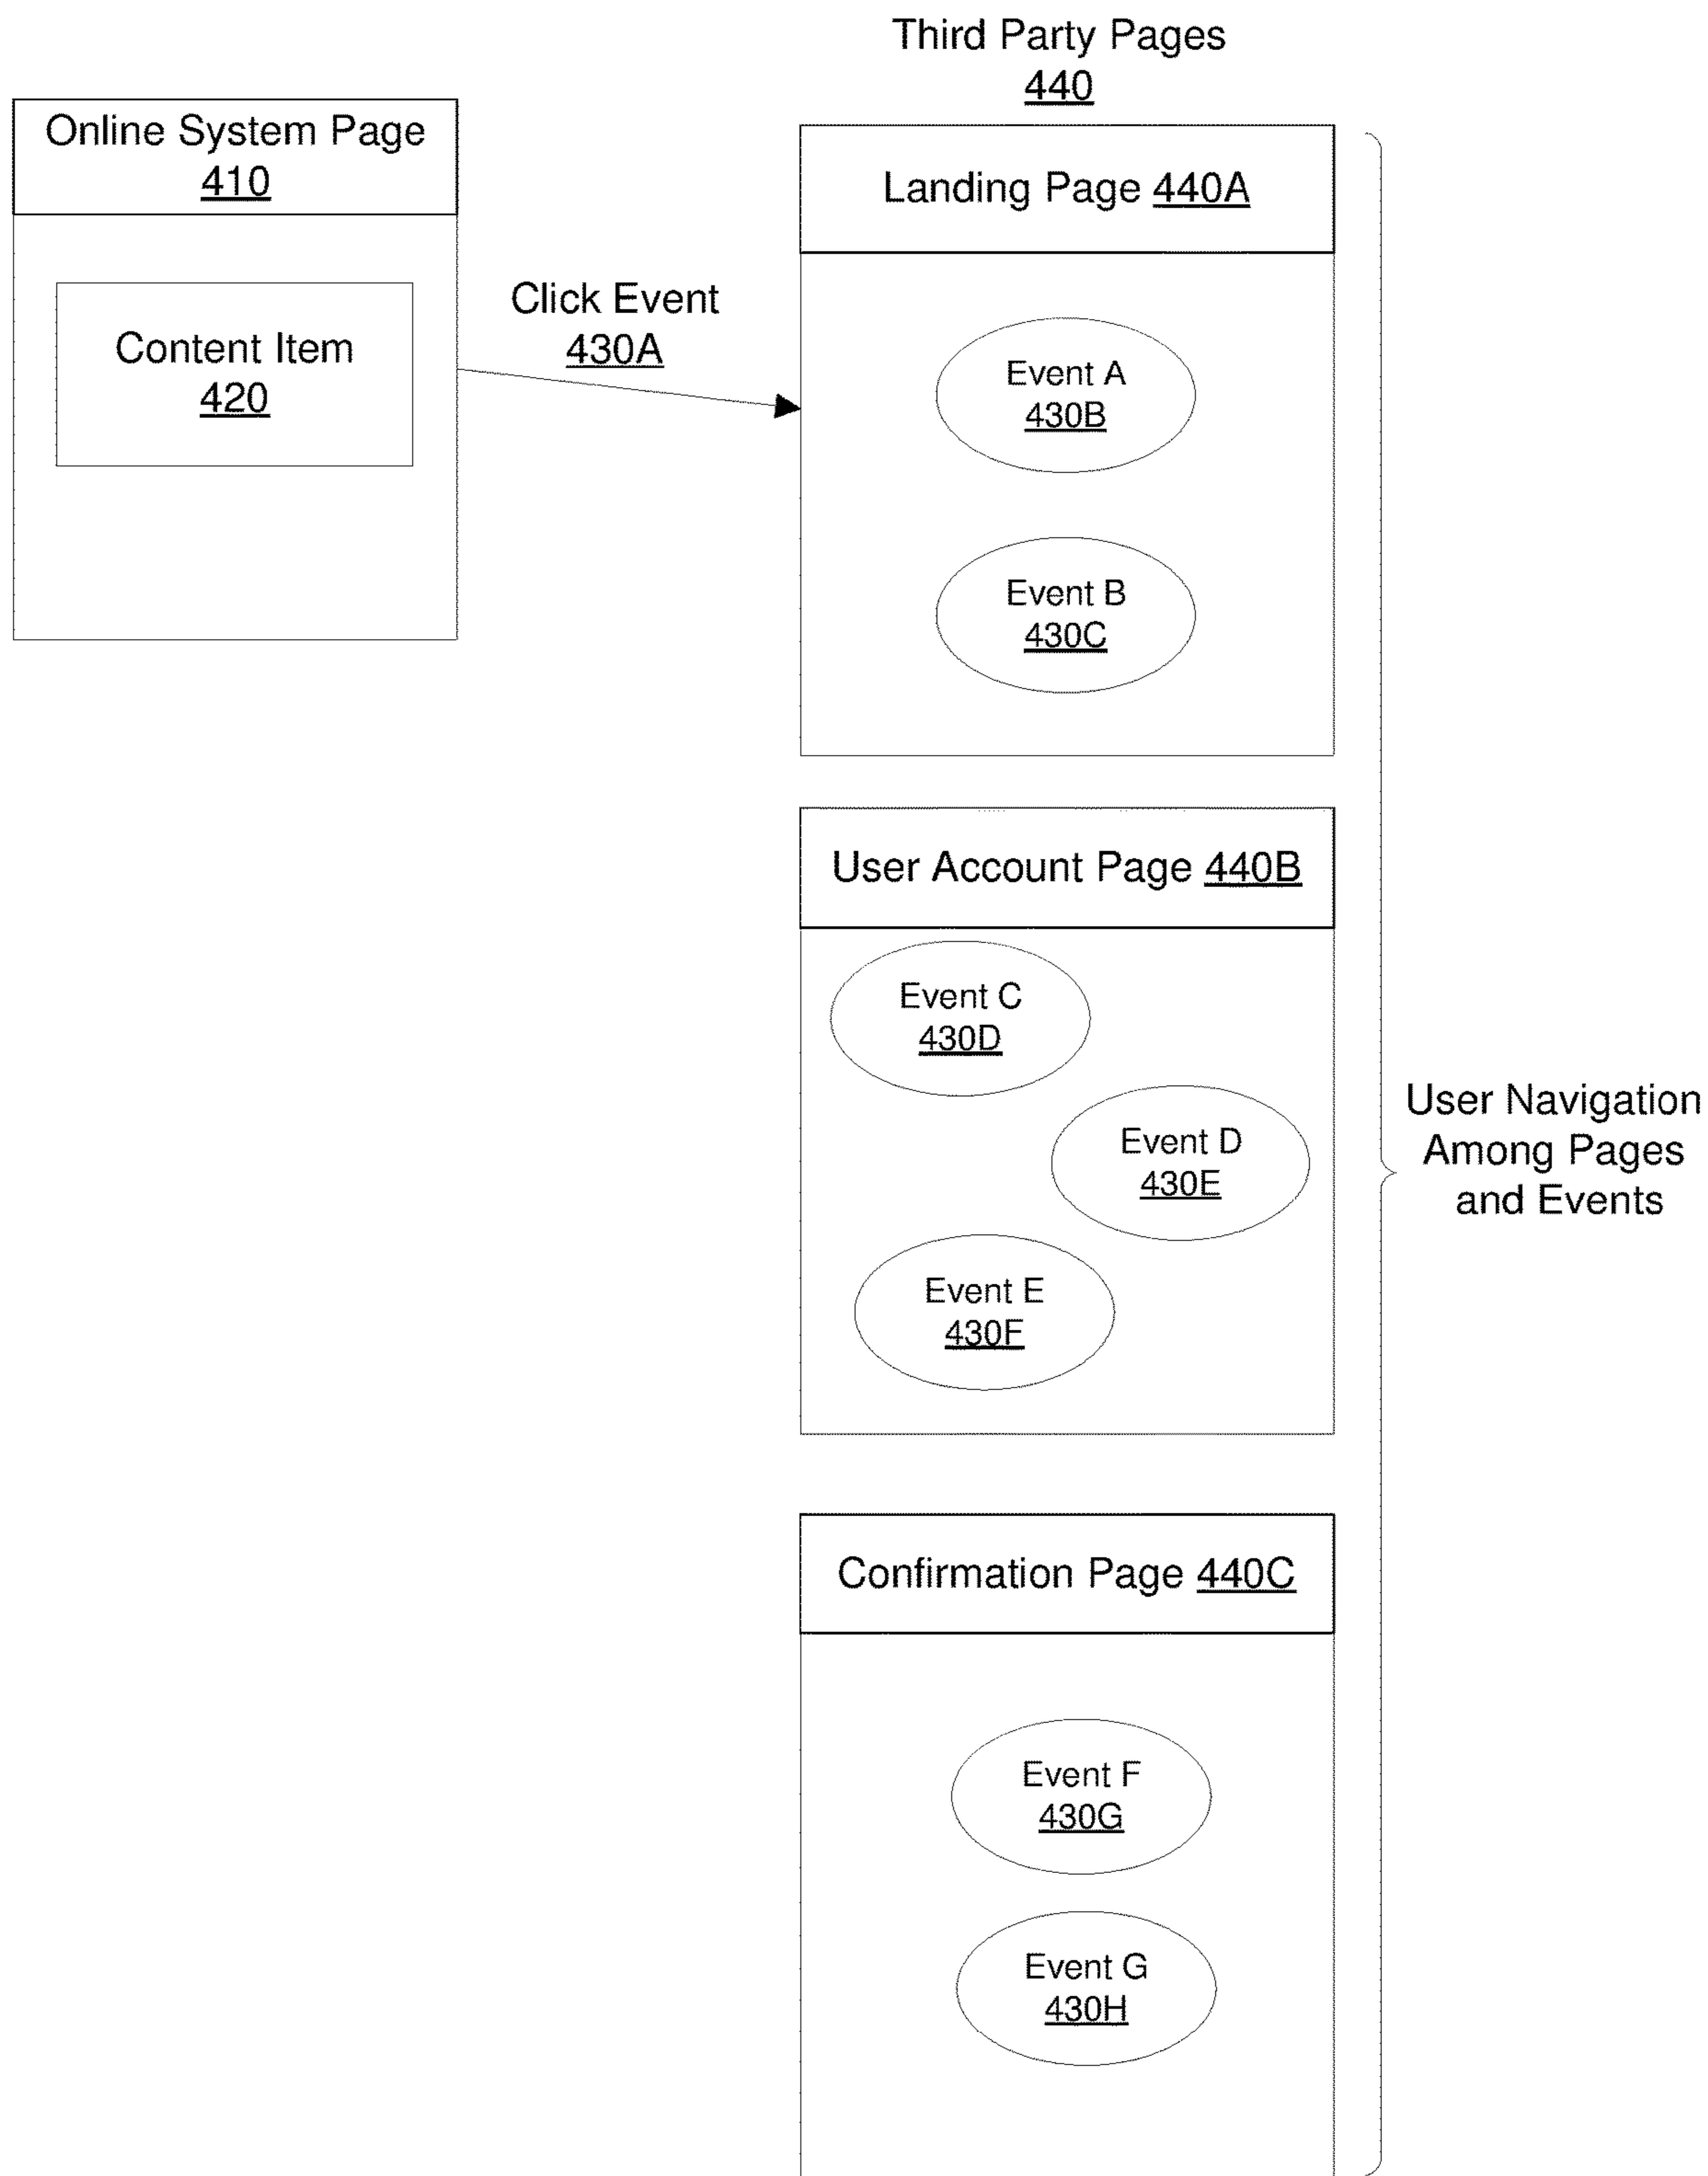 Third Party Pages
440
Online System Page
410
Content Item
420
Click Event
430A
Landing Page 440A
Event A
430B
Event B
430C
User Account Page 440B
Event C
430D
Event D
430E
Event E
430F
User Navigation
Among Pages
and Events
Confirmation Page 440C
Event F
430G
Event G
430H